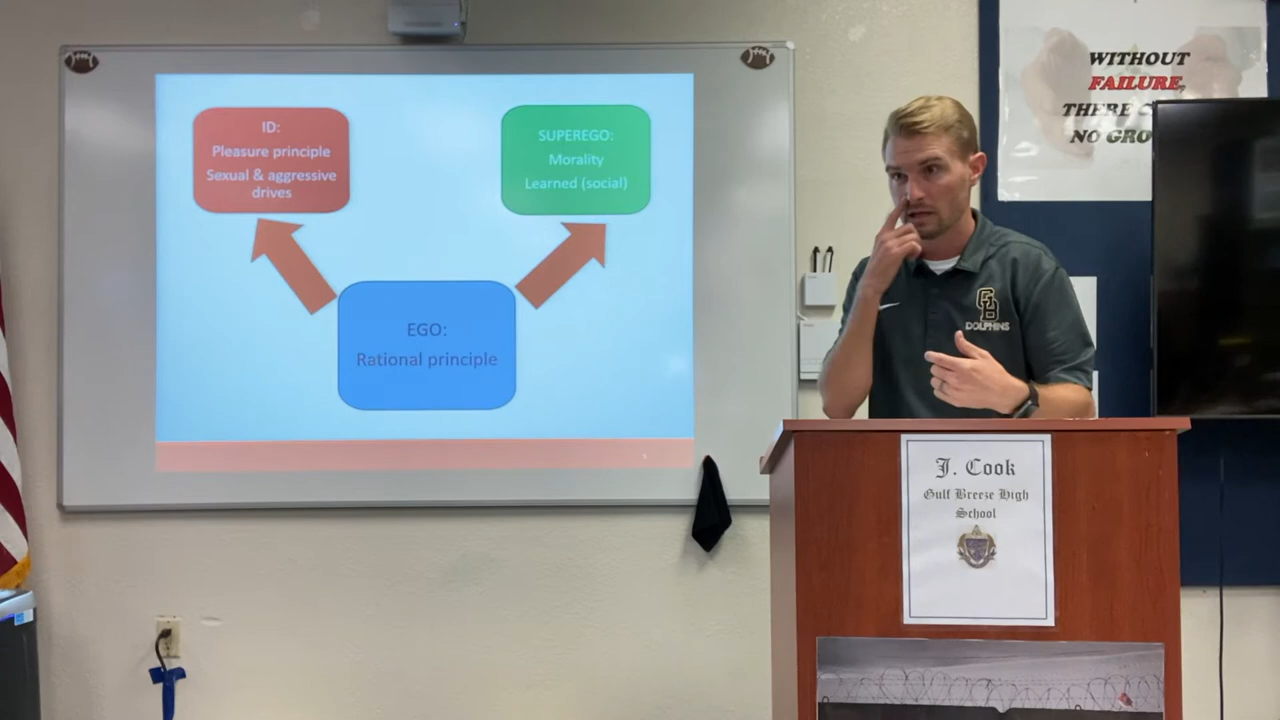 ID:
Pleasure principle
Sexual & aggressive
drives
SUPEREGO:
Morality
Learned (social)
EGO:
Rational principle
WITHOUT
FAILURE,
THERE
NO
GB
DOLPHINS
J. Cook
Gulf Breeze High
School